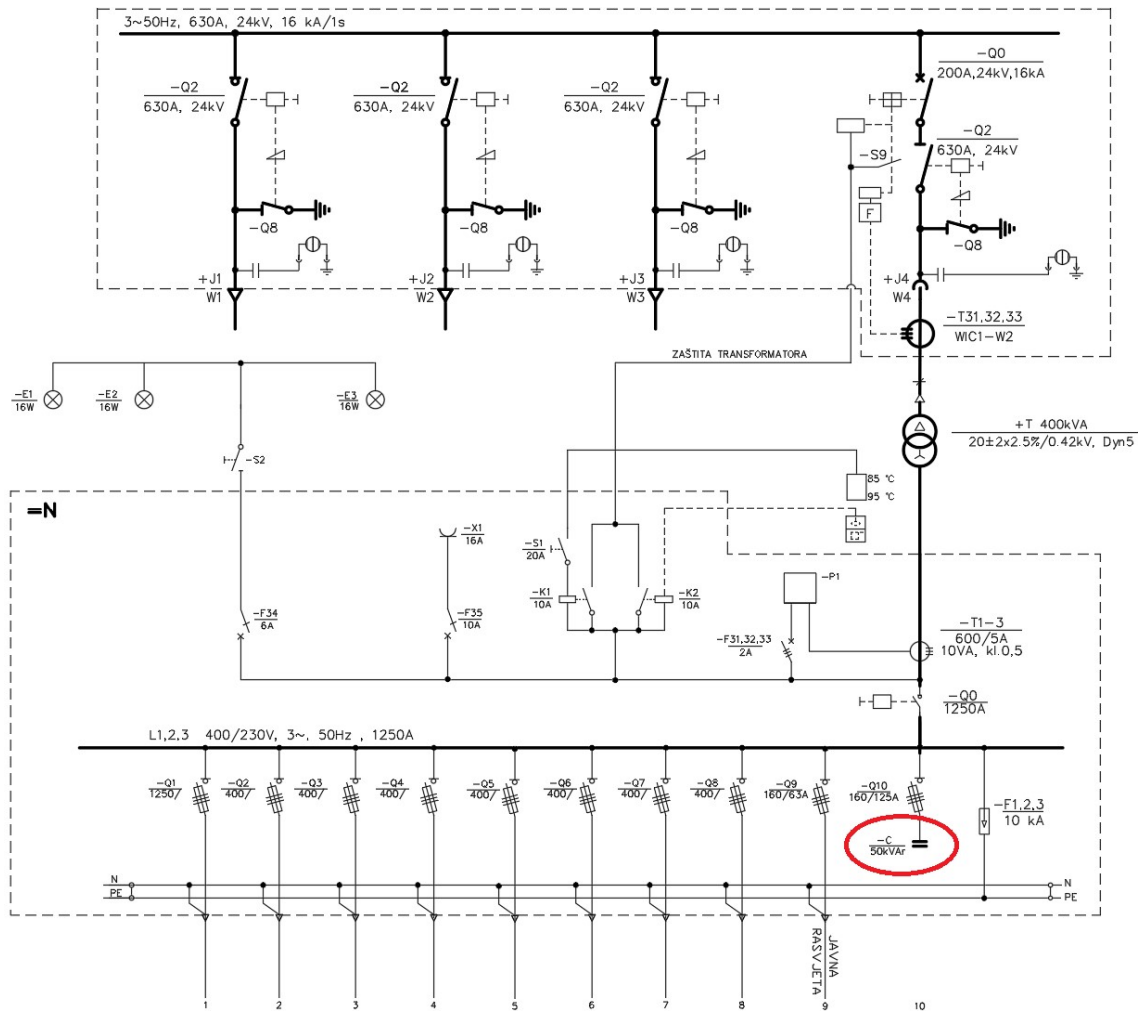 3~50Hz, 630A, 24kV, 16 kA/1s
-Q2
630A, 24kV
-Q2
630A, 24kV
-Q2
630A, 24kV
-Q0
200A,24kV,16kA
-S9
-Q2
630A, 24kV
F
-Q8
-Q8
-Q8
-Q8
+J1
W1
+J2
W2
+J3
W3
+J4
W4
-T31,32,33
WIC1-W2
ZAŠTITA TRANSFORMATORA
-E1
16W
-E2
16W
-E3
16W
+T 400kVA
20±2x2.5%/0.42kV, Dyn5
-S2
85 °C
95 °C
=N
-X1
16A
-S1
20A
-K1
10A
-K2
10A
-P1
-F34
6A
-F35
10A
-F31,32,33
2A
-T1-3
600/5A
10VA, kl.0,5
-Q0
1250A
L1,2,3 400/230V, 3~, 50Hz , 1250A
-Q1
1250/
-Q2
400/
-Q3
400/
-Q4
400/
-Q5
400/
-Q6
400/
-Q7
400/
-Q8
400/
-Q9
160/63A
-Q10
160/125A
-F1,2,3
10 kA
-C
50kVAr
N
PE
N
PE
JAVNA
RASVJETA
1 2 3 4 5 6 7 8 9 10